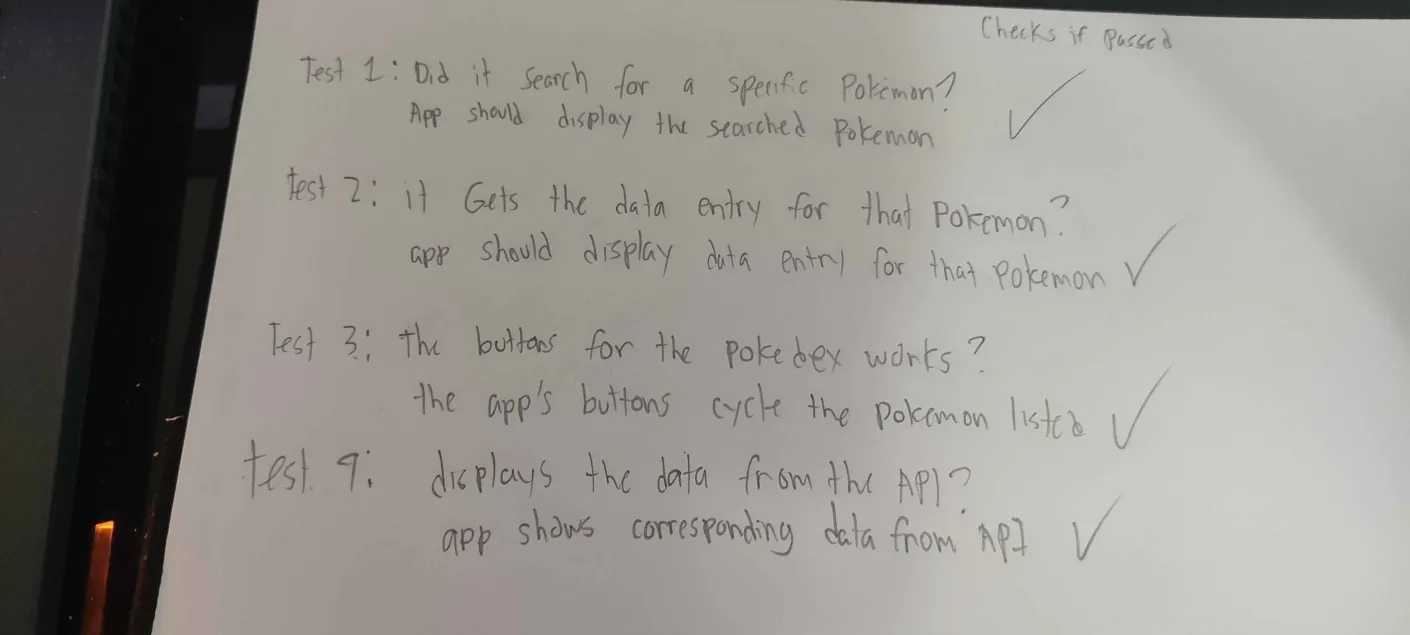 Checks if passed
Test 1: Did it search for a specific Pokémon?
App should display the searched Pokemon
Test 2: it Gets the data entry for that Pokemon?
app should display data entry for that pokemon
Test 3: the buttons for the pokedex works?
the app's buttons cycle the pokemon listed
test 4: displays the data from the API?
app shows corresponding data from API